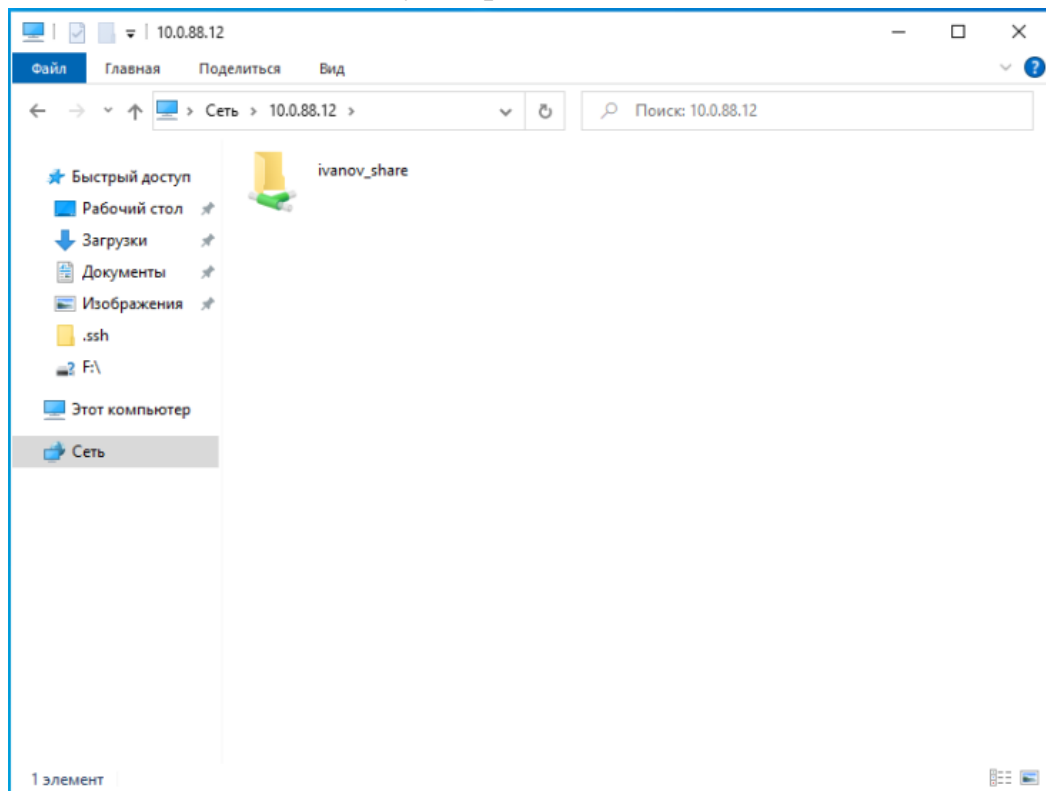 10.0.88.12
Файл Главная Поделиться Вид
Сеть > 10.0.88.12 >
Поиск: 10.0.88.12
Быстрый доступ
Рабочий стол
Загрузки
Документы
Изображения
.ssh
F:\
Этот компьютер
Сеть
ivanov_share
1 элемент